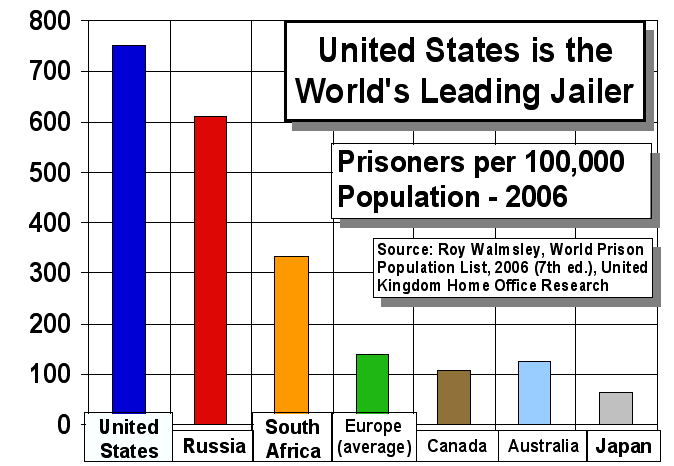 United States is the
World's Leading Jailer
Prisoners per 100,000
Population - 2006
Source: Roy Walmsley, World Prison
Population List, 2006 (7th ed.), United
Kingdom Home Office Research
800
700
600
500
400
300
200
100
0
United
States
Russia
South
Africa
Europe
(average)
Canada
Australia
Japan